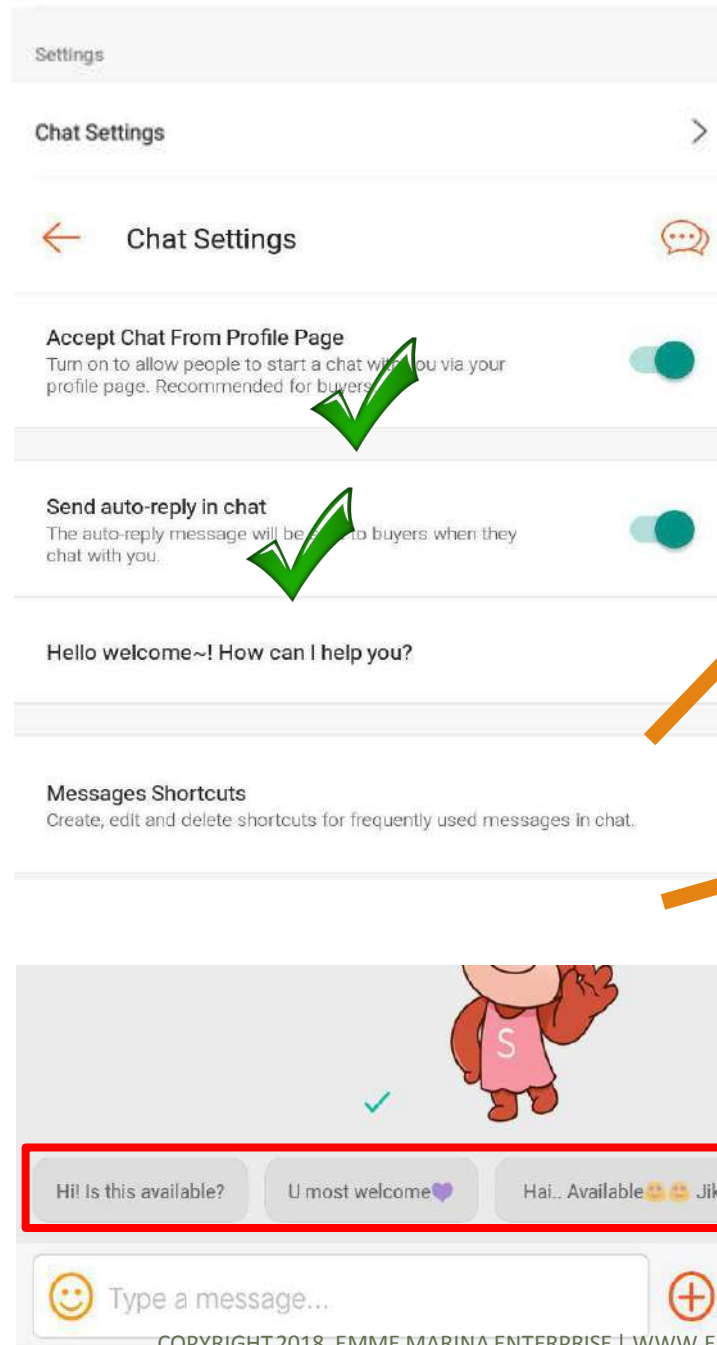 Settings
Chat Settings
Chat Settings
Accept Chat From Profile Page
Turn on to allow people to start a chat with you via your
profile page. Recommended for buyers
Send auto-reply in chat
The auto-reply message will be to buyers when they
chat with you.
Hello welcome~! How can I help you?
Messages Shortcuts
Create, edit and delete shortcuts for frequently used messages in chat.
S
Hi! Is this available?
U most welcome💜
Hai.. Available😊😊 Jik
Type a message...
COPYRIGHT 2018, EMME MARINA ENTERPRISE | WWW.E